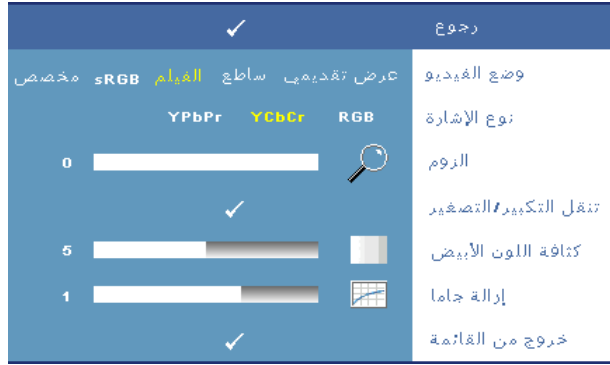 رجوع
وضع الفيديو عرض تقديمي ساطع الفيلم sRGB مخصص
نوع الإشارة RGB YCbCr YPbPr
الزوم 0
تنقل التكبير/التصغير
كثافة اللون الأبيض 5
إرالة جاما 1
خروج من القائمة